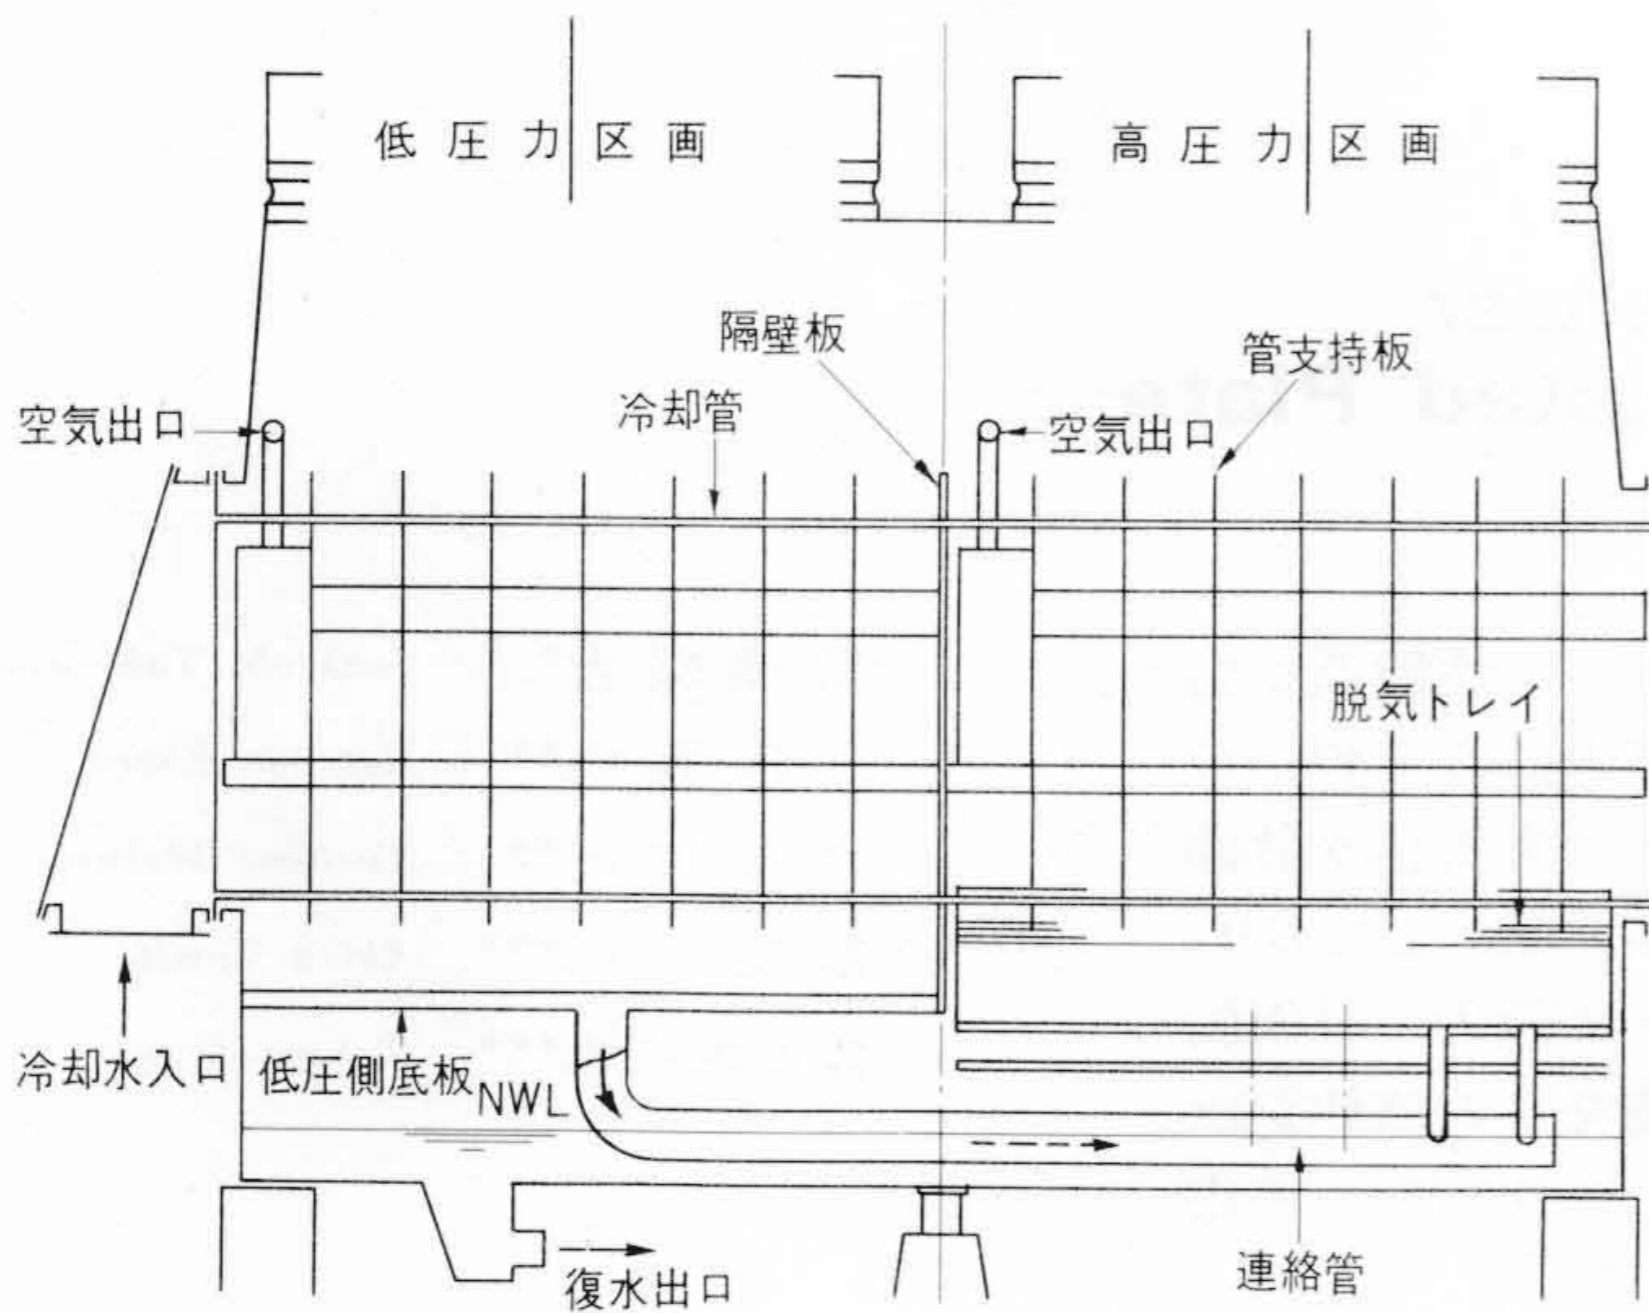 低圧力区画
高圧力区画
隔壁板
管支持板
冷却管
空気出口
空気出口
脱気トレイ
冷却水入口
低圧側底板
NWL
連絡管
復水出口